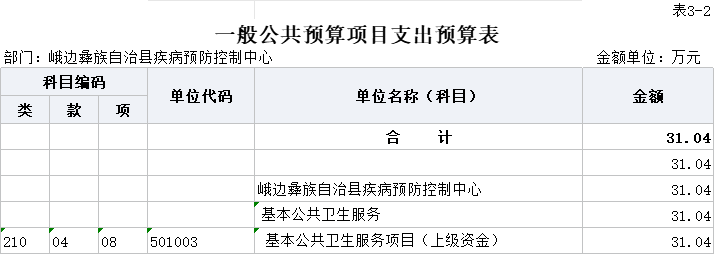 表3-2
一般公共预算项目支出预算表
部门：峨边彝族自治县疾病预防控制中心 金额单位：万元
科目编码 单位代码 单位名称（科目） 金额
类 款 项
合 计 31.04
31.04
峨边彝族自治县疾病预防控制中心 31.04
基本公共卫生服务 31.04
210 04 08 501003 基本公共卫生服务项目（上级资金） 31.04